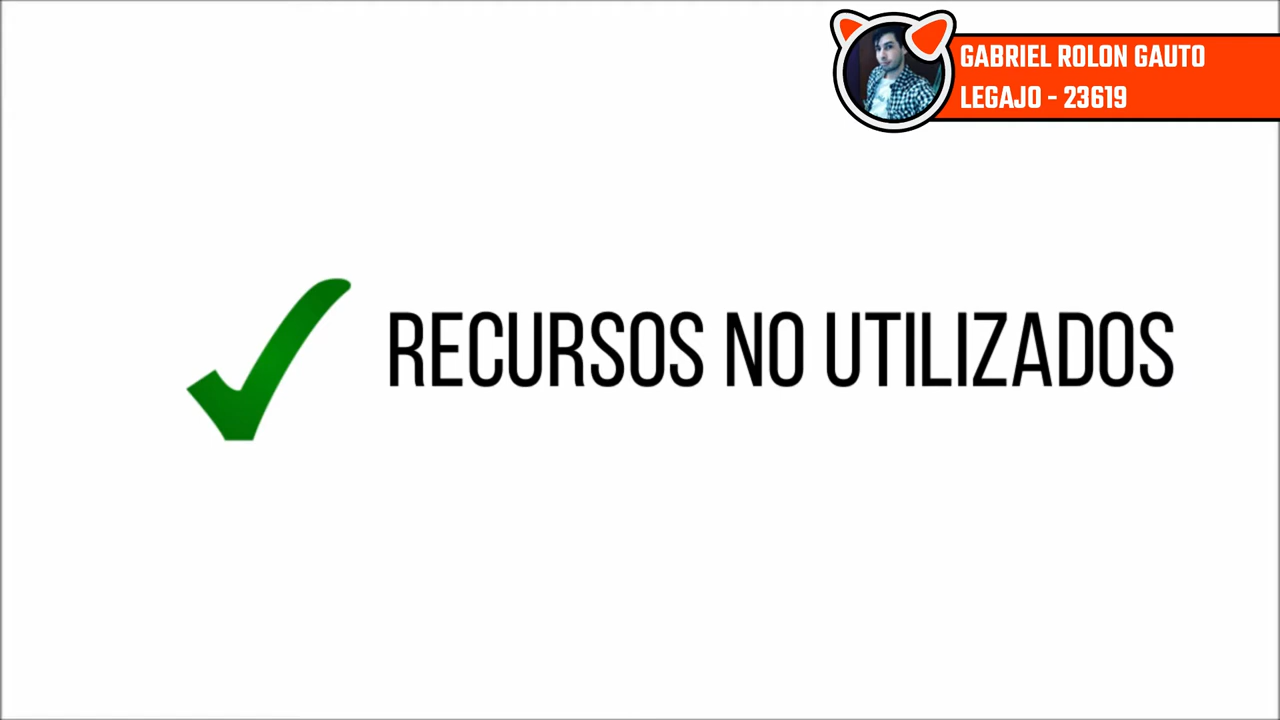 GABRIEL ROLON GAUTO
LEGAJO - 23619
RECURSOS NO UTILIZADOS